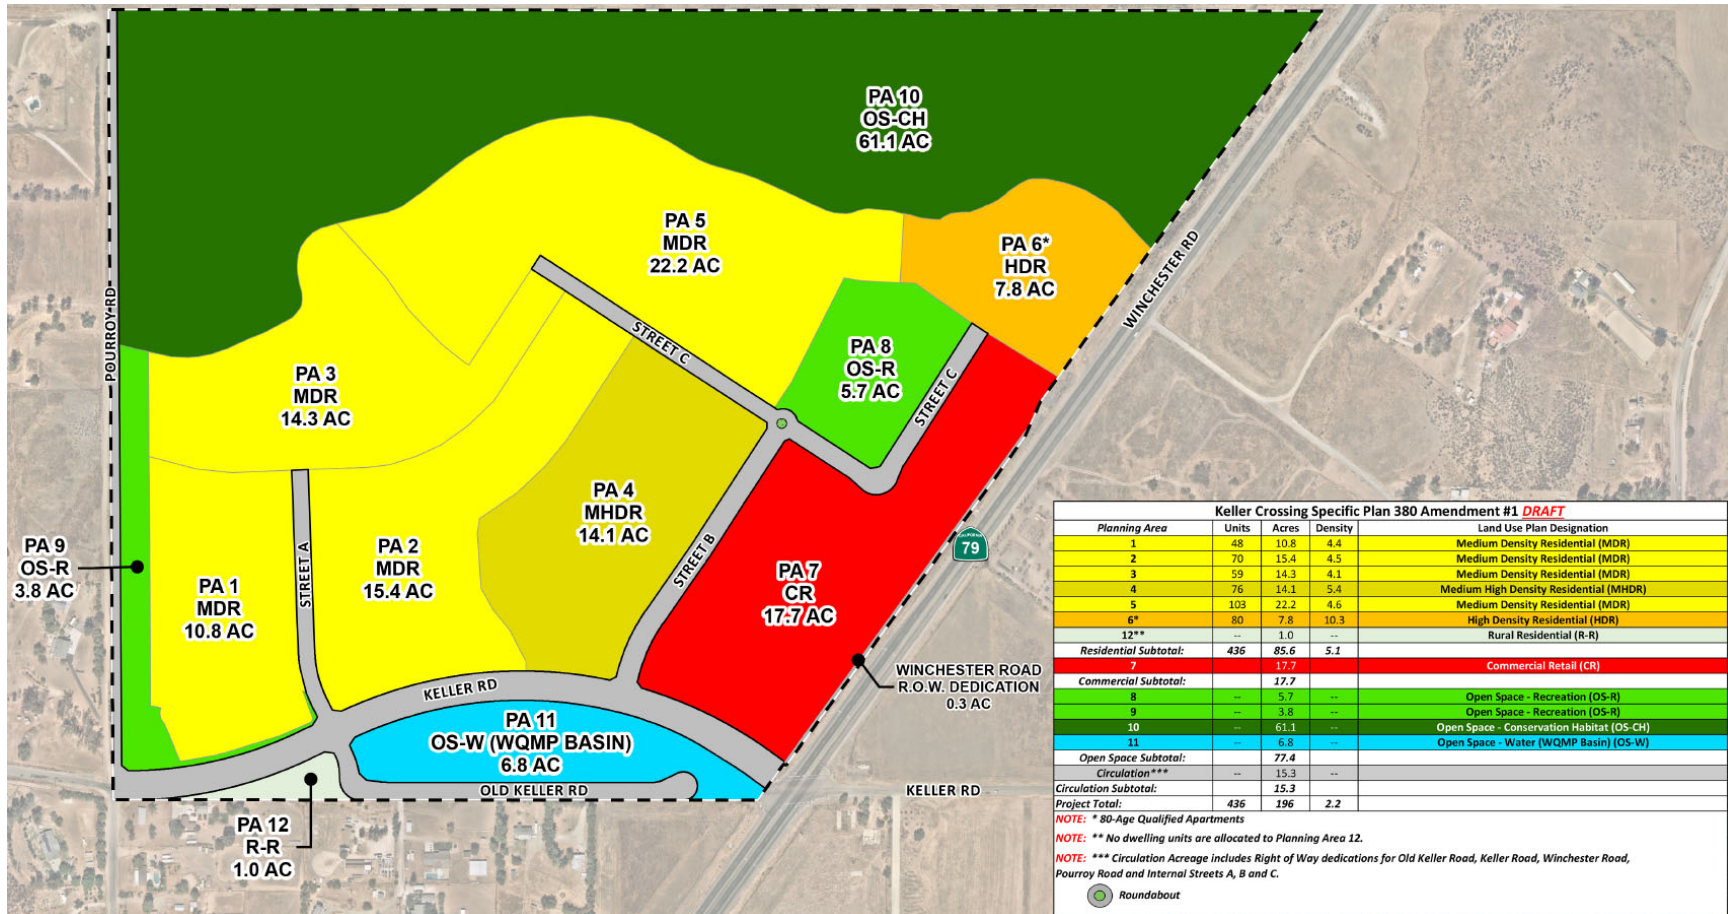 PA 10
OS-CH
61.1 AC
PA 5
MDR
22.2 AC
PA 6*
HDR
7.8 AC
WINCHESTER RD
POURROY RD
STREET C
PA 8
OS-R
5.7 AC
STREET C
PA 3
MDR
14.3 AC
PA 4
MHDR
14.1 AC
PA 9
OS-R
3.8 AC
PA 1
MDR
10.8 AC
STREET A
PA 2
MDR
15.4 AC
STREET B
PA 7
CR
17.7 AC
CALIFORNIA
79
WINCHESTER ROAD
R.O.W. DEDICATION
0.3 AC
KELLER RD
PA 11
OS-W (WQMP BASIN)
6.8 AC
OLD KELLER RD
KELLER RD
PA 12
R-R
1.0 AC
Keller Crossing Specific Plan 380 Amendment #1 DRAFT
Planning Area Units Acres Density Land Use Plan Designation
1 48 10.8 4.4 Medium Density Residential (MDR)
2 70 15.4 4.5 Medium Density Residential (MDR)
3 59 14.3 4.1 Medium Density Residential (MDR)
4 76 14.1 5.4 Medium High Density Residential (MHDR)
5 103 22.2 4.6 Medium Density Residential (MDR)
6* 80 7.8 10.3 High Density Residential (HDR)
12** -- 1.0 -- Rural Residential (R-R)
Residential Subtotal: 436 85.6 5.1
7 17.7 Commercial Retail (CR)
Commercial Subtotal: 17.7
8 -- 5.7 -- Open Space - Recreation (OS-R)
9 -- 3.8 -- Open Space - Recreation (OS-R)
10 -- 61.1 -- Open Space - Conservation Habitat (OS-CH)
11 -- 6.8 -- Open Space - Water (WQMP Basin) (OS-W)
Open Space Subtotal: 77.4
Circulation*** -- 15.3 --
Circulation Subtotal: 15.3
Project Total: 436 196 2.2
NOTE: * 80-Age Qualified Apartments
NOTE: ** No dwelling units are allocated to Planning Area 12.
NOTE: *** Circulation Acreage includes Right of Way dedications for Old Keller Road, Keller Road, Winchester Road,
Pourroy Road and Internal Streets A, B and C.
Roundabout